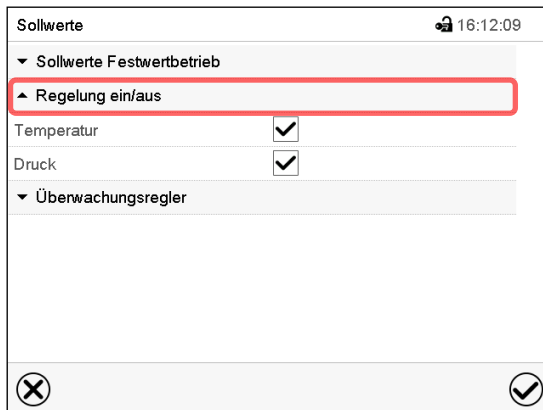 Sollwerte 16:12:09
Sollwerte Festwertbetrieb
Regelung ein/aus
Temperatur
Druck
Überwachungsregler